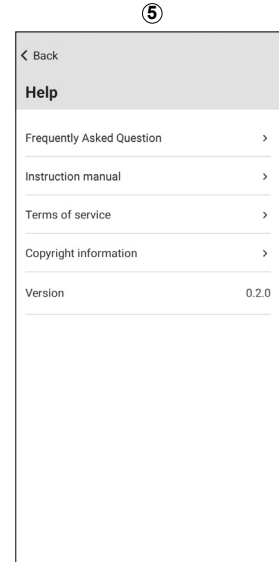 ⑤
Back
Help
Frequently Asked Question
Instruction manual
Terms of service
Copyright information
Version 0.2.0